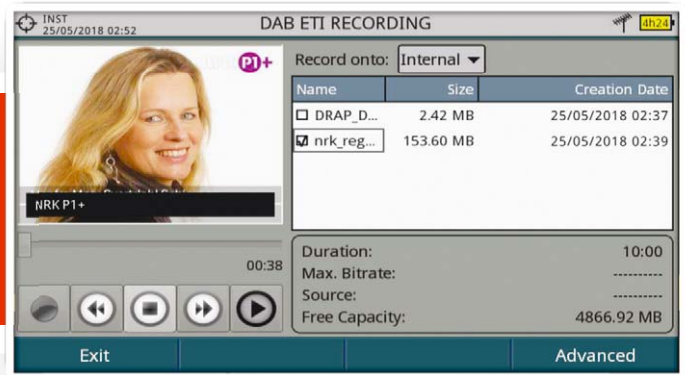 INST
25/05/2018 02:52
DAB ETI RECORDING
4h24
P1+
NRK P1+
00:38
Record onto: Internal
Name Size Creation Date
DRAP_D... 2.42 MB 25/05/2018 02:37
nrk_reg... 153.60 MB 25/05/2018 02:39
Duration: 10:00
Max. Bitrate: ----------
Source: ----------
Free Capacity: 4866.92 MB
Exit Advanced